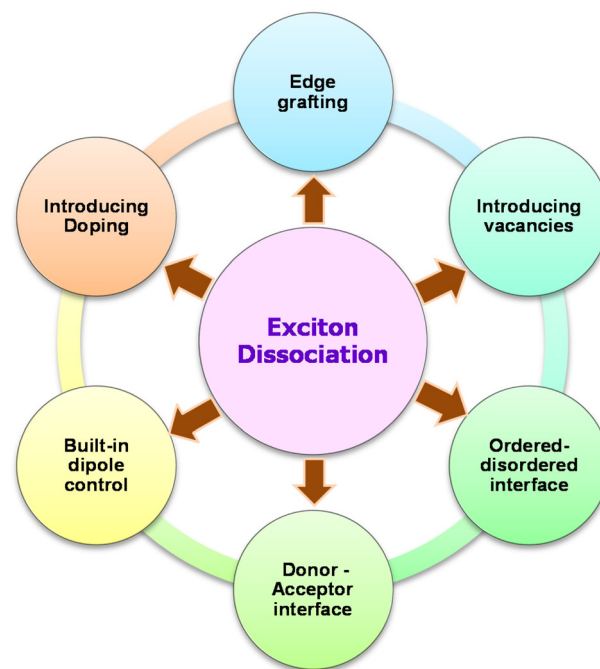 Edge
grafting
Introducing
Doping
Introducing
vacancies
Exciton
Dissociation
Built-in
dipole
control
Ordered-
disordered
interface
Donor -
Acceptor
interface